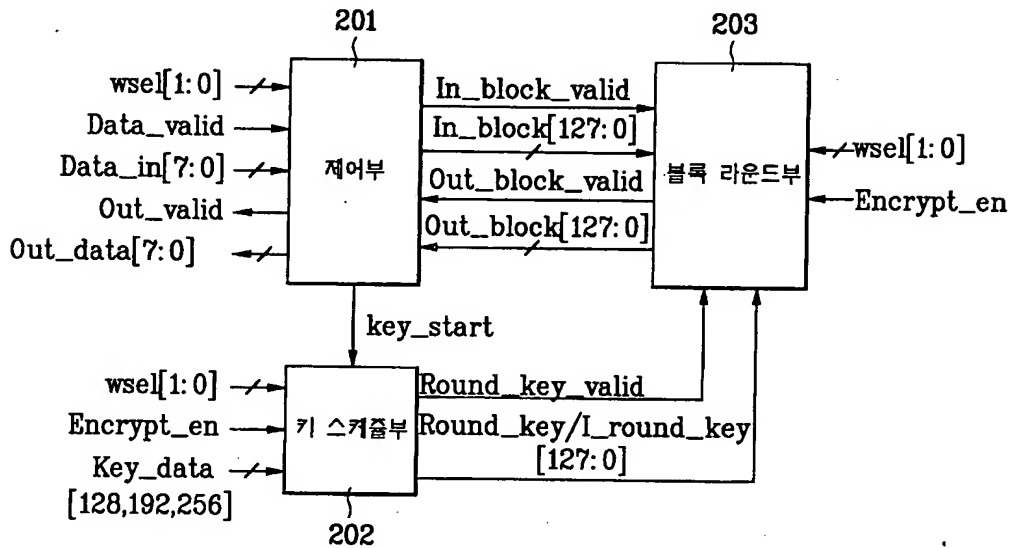 201
203
wsel[1:0]
Data_valid
Data_in[7:0]
Out_valid
Out_data[7:0]
제어부
In_block_valid
In_block[127:0]
Out_block_valid
Out_block[127:0]
블록 라운드부
wsel[1:0]
Encrypt_en
key_start
wsel[1:0]
Encrypt_en
Key_data
[128,192,256]
키 스케쥴부
Round_key_valid
Round_key/I_round_key
[127:0]
202